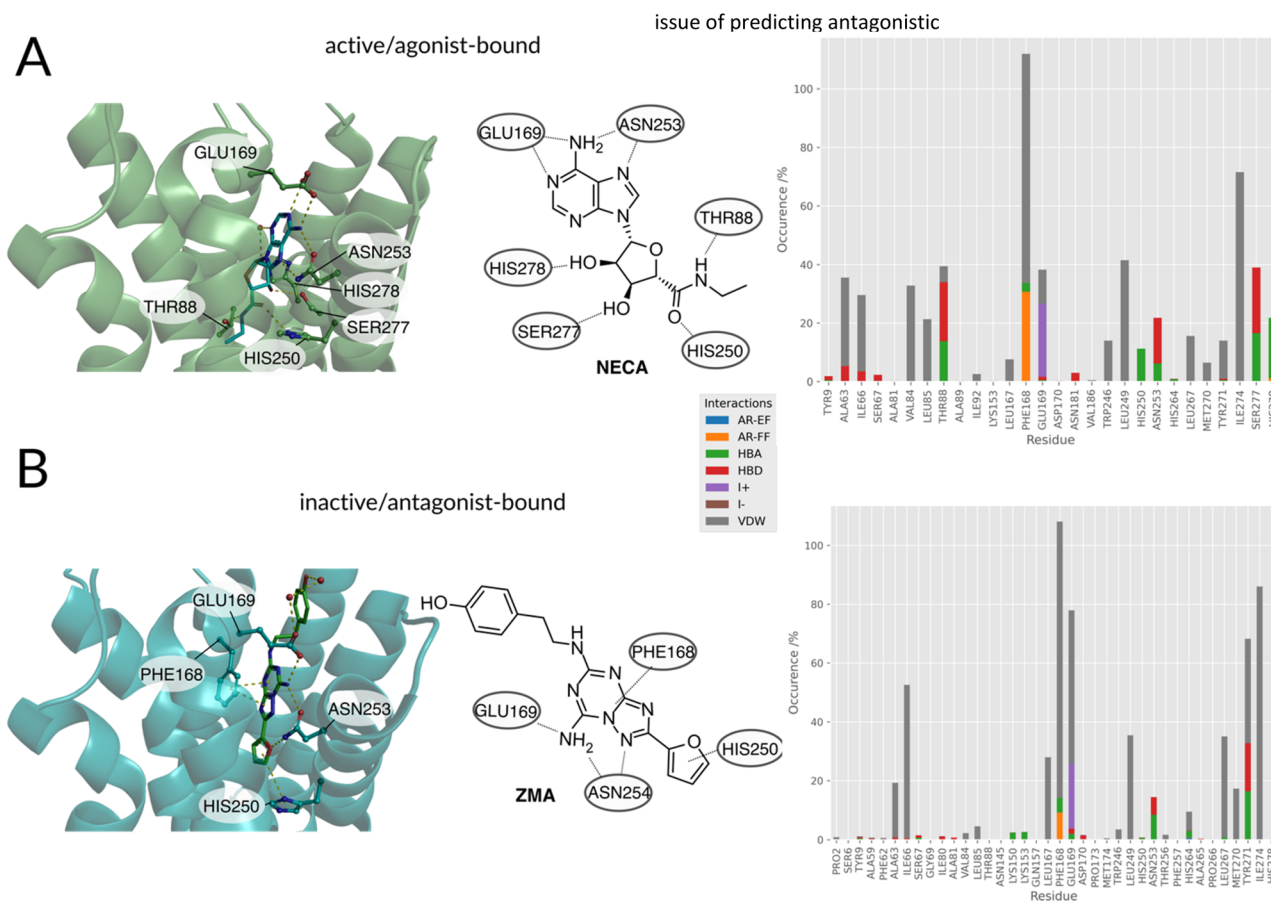 issue of predicting antagonistic
A
active/agonist-bound
GLU169
ASN253
HIS278
THR88
SER277
HIS250
GLU169
ASN253
NH2
N
N
N
N
THR88
HIS278
HO
O
H
N
SER277
HO
O
HIS250
NECA
Occurence /%
100
80
60
40
20
0
TYR9
ALA63
ILE66
SER67
ALA81
VAL84
LEU85
THR88
ALA89
ILE92
LYS153
LEU167
PHE168
GLU169
ASP170
ASN181
VAL186
TRP246
LEU249
HIS250
ASN253
HIS264
LEU267
MET270
TYR271
ILE274
SER277
HIS278
Residue
Interactions
AR-EF
AR-FF
HBA
HBD
I+
I-
VDW
B
inactive/antagonist-bound
GLU169
PHE168
ASN253
HIS250
HO
H
N
PHE168
N
N
N
N
N
GLU169
NH2
O
HIS250
ASN254
ZMA
Occurence /%
100
80
60
40
20
0
PRO2
SER6
TYR9
ALA59
PHE62
ALA63
ILE66
SER67
GLY69
ILE80
ALA81
VAL84
LEU85
THR88
ASN145
LYS150
LYS153
GLN157
LEU167
PHE168
GLU169
ASP170
PRO173
MET174
TRP246
LEU249
HIS250
ASN253
THR256
PHE257
HIS264
ALA265
PRO266
LEU267
MET270
TYR271
ILE274
Residue